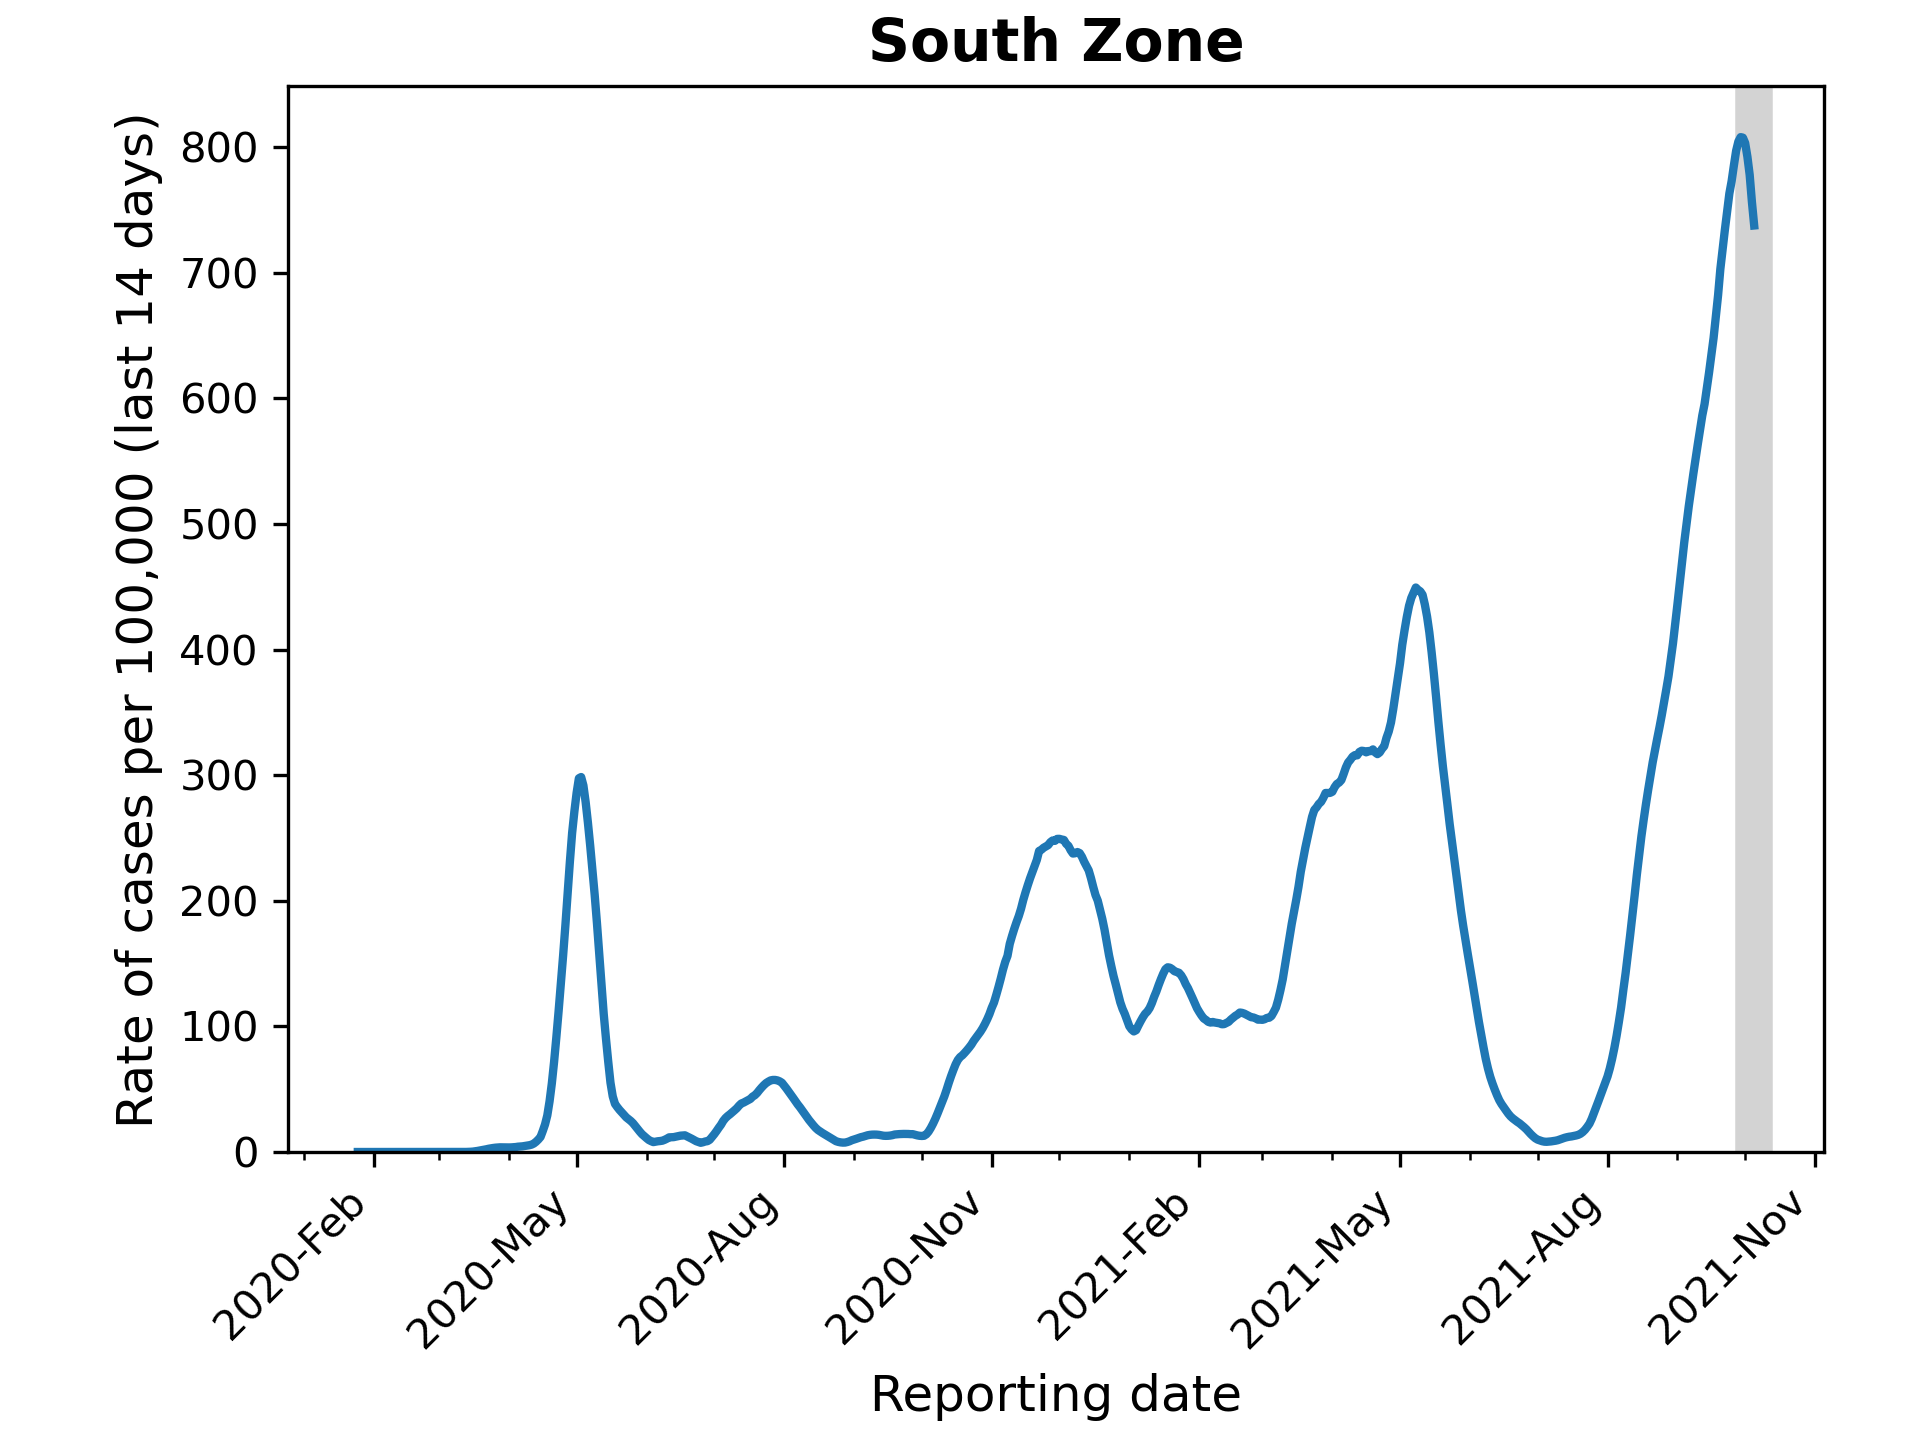 South Zone
Rate of cases per 100,000 (last 14 days)
800
700
600
500
400
300
200
100
0
2020-Feb
2020-May
2020-Aug
2020-Nov
2021-Feb
2021-May
2021-Aug
2021-Nov
Reporting date